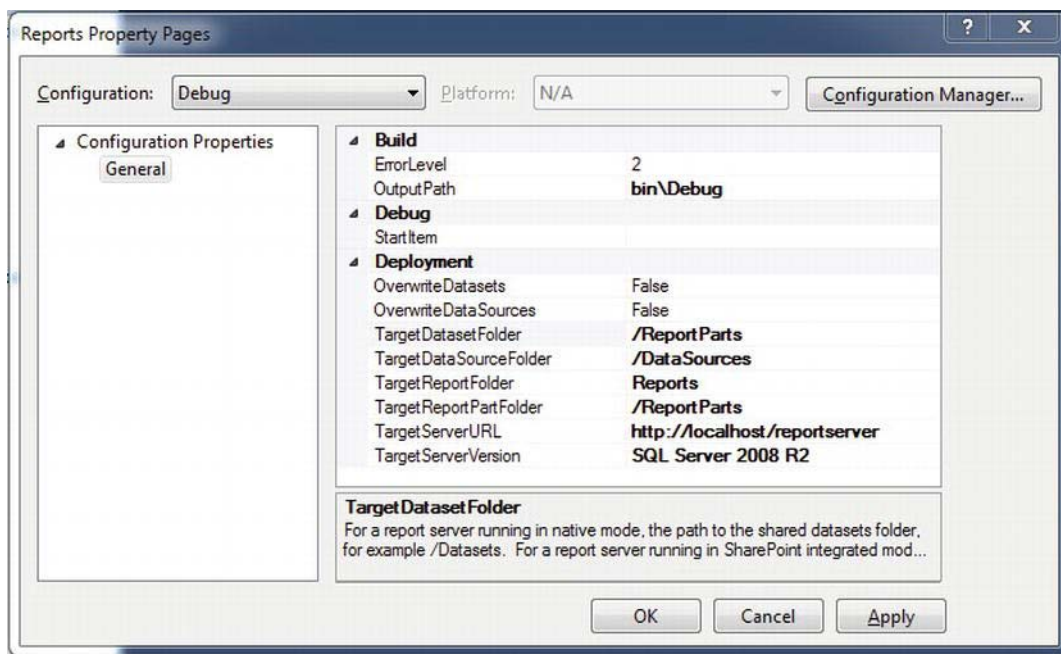 Reports Property Pages
? X
Configuration: Debug Platform: N/A Configuration Manager...
Configuration Properties
General
Build
ErrorLevel 2
OutputPath bin\Debug
Debug
StartItem
Deployment
OverwriteDatasets False
OverwriteDataSources False
TargetDatasetFolder /ReportParts
TargetDataSourceFolder /DataSources
TargetReportFolder Reports
TargetReportPartFolder /ReportParts
TargetServerURL http://localhost/reportserver
TargetServerVersion SQL Server 2008 R2
TargetDatasetFolder
For a report server running in native mode, the path to the shared datasets folder,
for example /Datasets. For a report server running in SharePoint integrated mod...
OK Cancel Apply